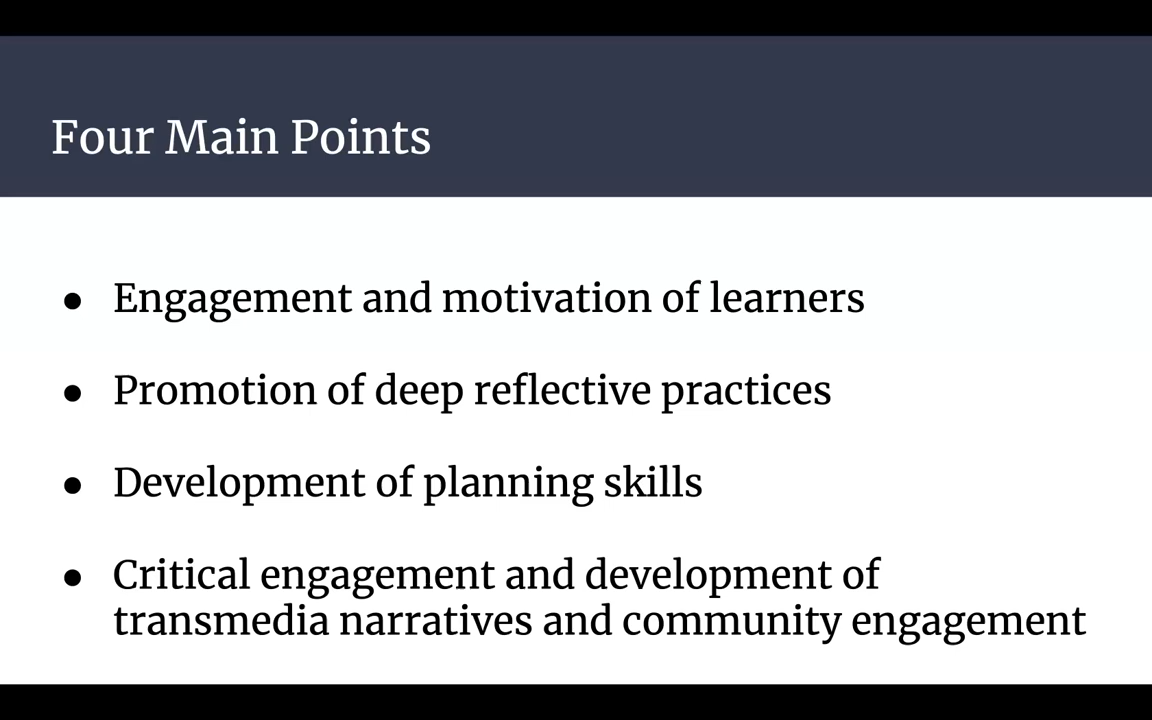 Four Main Points
● Engagement and motivation of learners
● Promotion of deep reflective practices
● Development of planning skills
● Critical engagement and development of
transmedia narratives and community engagement